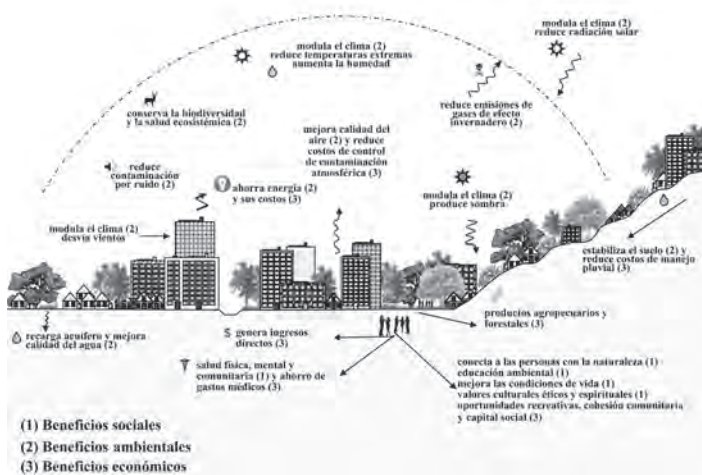 modula el clima (2)
reduce radiación solar
modula el clima (2)
reduce temperaturas extremas
aumenta la humedad
conserva la biodiversidad
y la salud ecosistémica (2)
reduce emisiones de
gases de efecto
invernadero (2)
mejora calidad del
aire (2) y reduce
costos de control
de contaminación
atmosférica (3)
reduce
contaminación
por ruido (2)
ahorra energía (2)
y sus costos (3)
modula el clima (2)
produce sombra
modula el clima (2)
desvía vientos
estabiliza el suelo (2) y
reduce costos de manejo
pluvial (3)
recarga acuífero y mejora
calidad del agua (2)
$ genera ingresos
directos (3)
productos agropecuarios y
forestales (3)
salud física, mental y
comunitaria (1) y ahorro de
gastos médicos (3)
conecta a las personas con la naturaleza (1)
educación ambiental (1)
mejora las condiciones de vida (1)
valores culturales éticos y espirituales (1)
oportunidades recreativas, cohesión comunitaria
y capital social (3)
(1) Beneficios sociales
(2) Beneficios ambientales
(3) Beneficios económicos